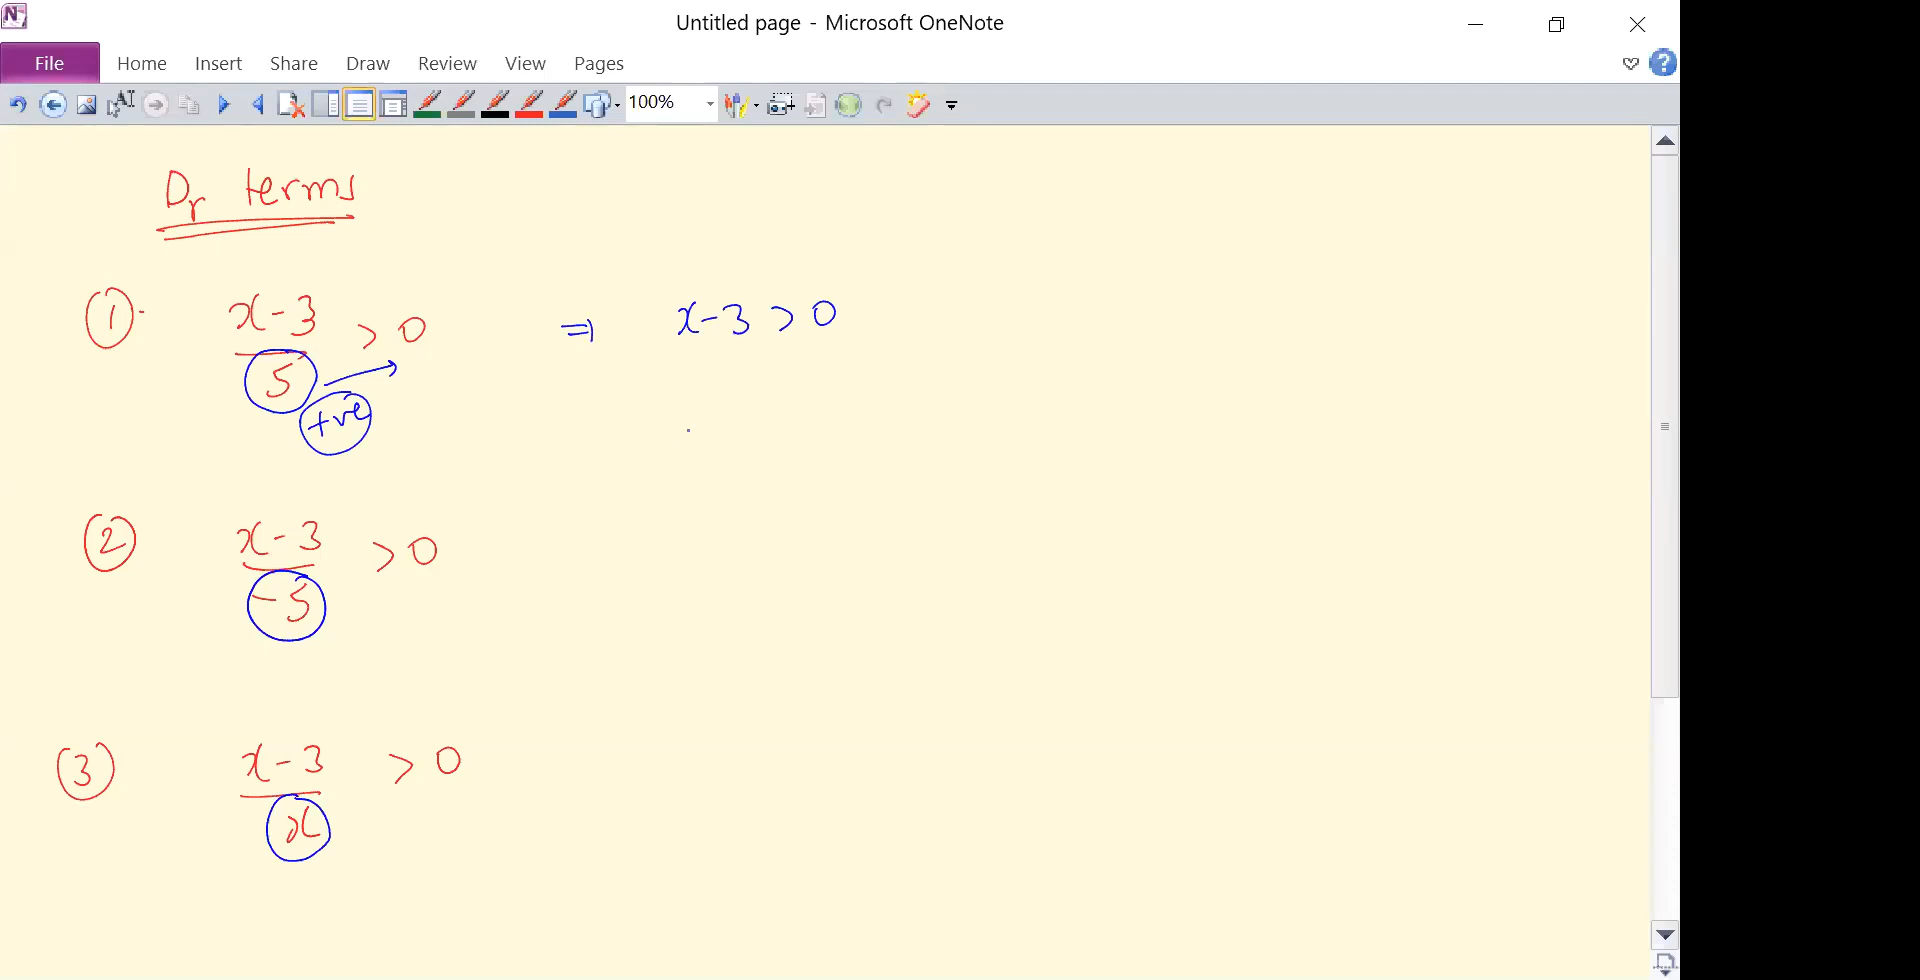 Untitled page - Microsoft OneNote
File Home Insert Share Draw Review View Pages
100%
Dr terms
① x-3/5 > 0 ⇒ x-3 > 0
+ve
② x-3/-5 > 0
③ x-3/x > 0